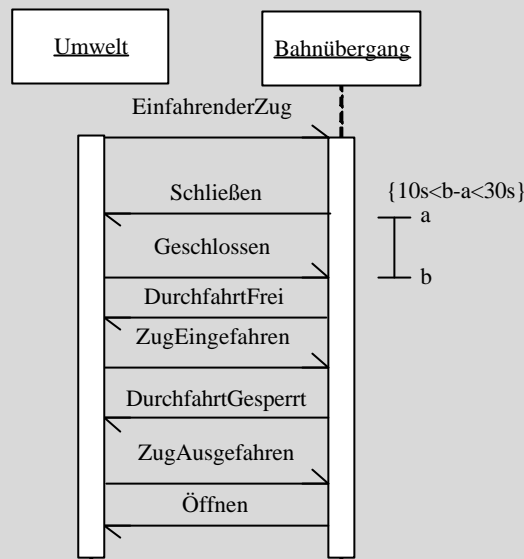 Umwelt
Bahnübergang
EinfahrenderZug
Schließen
{10s<b-a<30s}
a
Geschlossen
b
DurchfahrtFrei
ZugEingefahren
DurchfahrtGesperrt
ZugAusgefahren
Öffnen